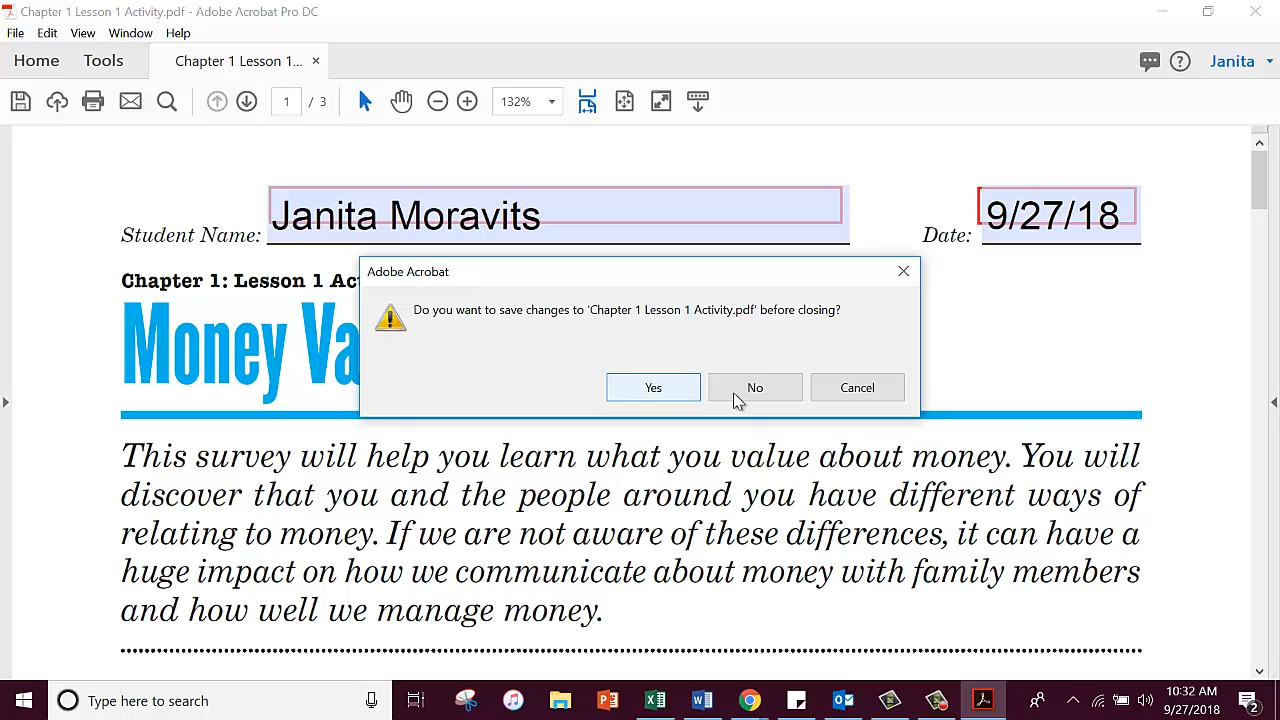 Chapter 1 Lesson 1 Activity.pdf - Adobe Acrobat Pro DC
File Edit View Window Help
Home Tools Chapter 1 Lesson 1... × Janita
1 / 3 132%
Student Name: Janita Moravits Date: 9/27/18
Chapter 1: Lesson 1 Ac
Money Va
Adobe Acrobat
Do you want to save changes to 'Chapter 1 Lesson 1 Activity.pdf' before closing?
Yes No Cancel
This survey will help you learn what you value about money. You will
discover that you and the people around you have different ways of
relating to money. If we are not aware of these differences, it can have a
huge impact on how we communicate about money with family members
and how well we manage money.
Type here to search
10:32 AM
9/27/2018
2